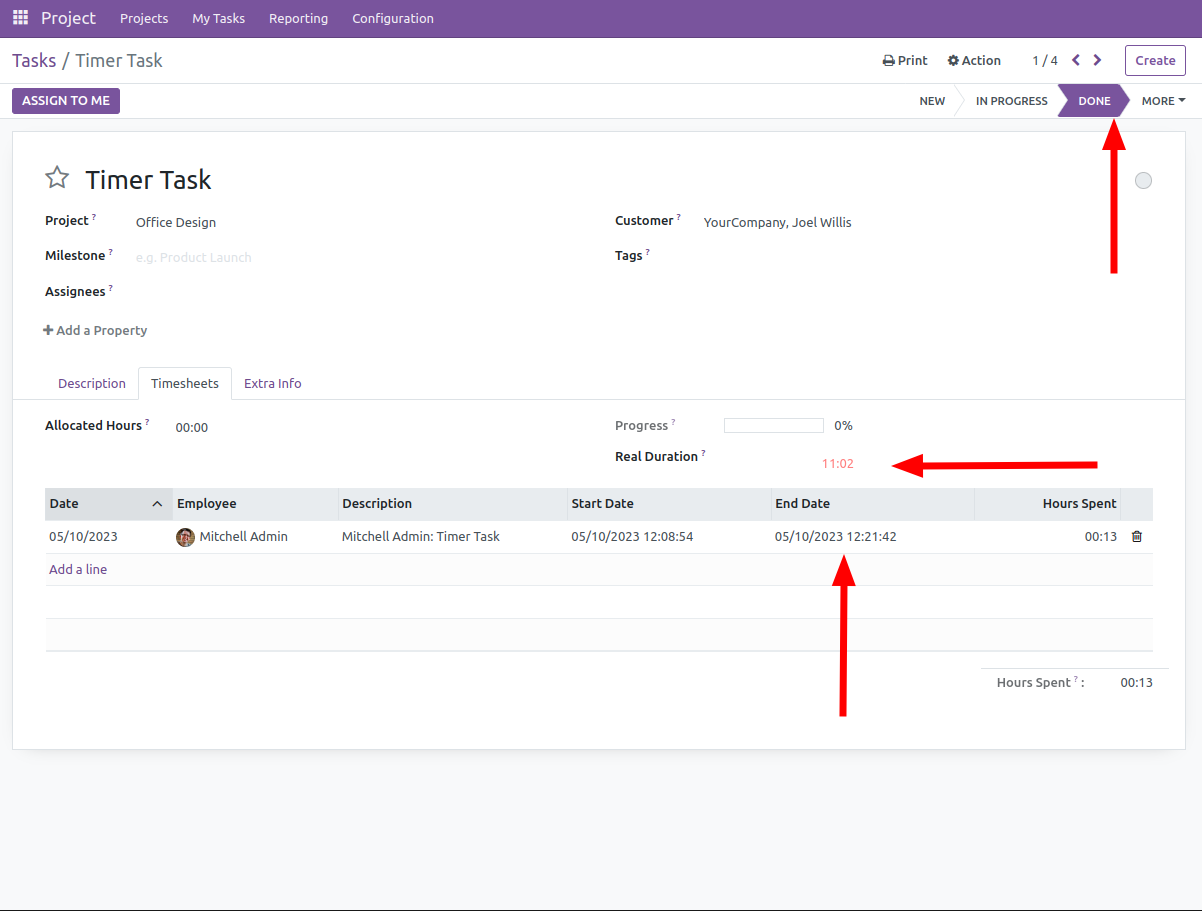 Project Projects My Tasks Reporting Configuration
Tasks / Timer Task Print Action 1 / 4 Create
ASSIGN TO ME NEW IN PROGRESS DONE MORE
Timer Task
Project ? Office Design Customer ? YourCompany, Joel Willis
Milestone ? e.g. Product Launch Tags ?
Assignees ?
Add a Property
Description Timesheets Extra Info
Allocated Hours ? 00:00 Progress ? 0%
Real Duration ? 11:02
Date Employee Description Start Date End Date Hours Spent
05/10/2023 Mitchell Admin Mitchell Admin: Timer Task 05/10/2023 12:08:54 05/10/2023 12:21:42 00:13
Add a line
Hours Spent ? : 00:13